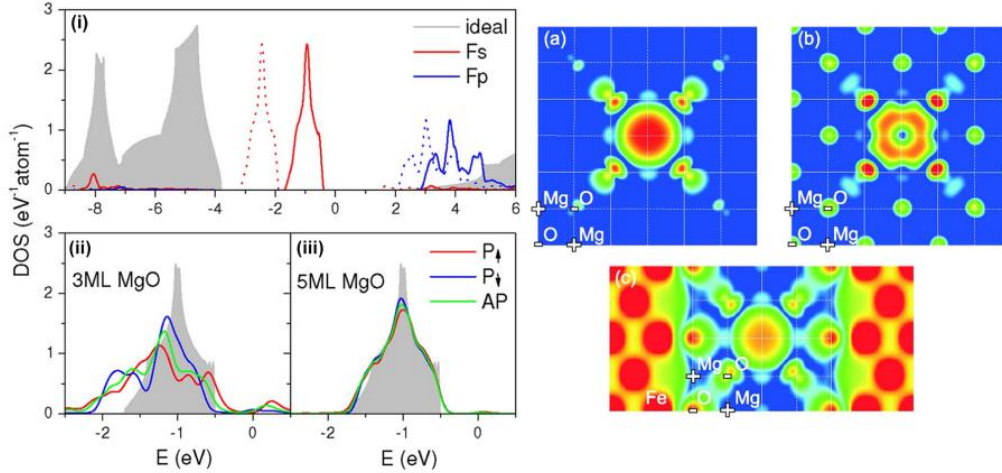 (i)
ideal
Fs
Fp
3
2
1
0
-8 -6 -4 -2 0 2 4 6
DOS (eV⁻¹atom⁻¹)
(ii)
3ML MgO
(iii)
5ML MgO
P↑
P↓
AP
3
2
1
0
-2 -1 0
-2 -1 0
E (eV)
E (eV)
(a)
Mg O
O Mg
(b)
Mg O
O Mg
(c)
Mg O
Fe O Mg